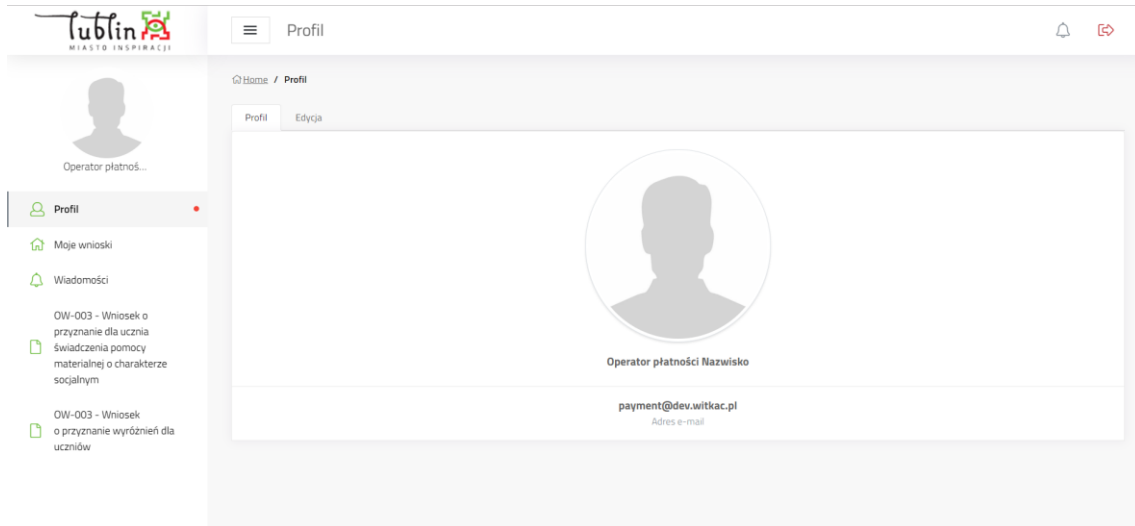 lublin
MIASTO INSPIRACJI
Profil
Home / Profil
Profil Edycja
Operator płatnoś...
Profil
Moje wnioski
Wiadomości
OW-003 - Wniosek o
przyznanie dla ucznia
świadczenia pomocy
materialnej o charakterze
socjalnym
OW-003 - Wniosek
o przyznanie wyróżnień dla
uczniów
Operator płatności Nazwisko
payment@dev.witkac.pl
Adres e-mail